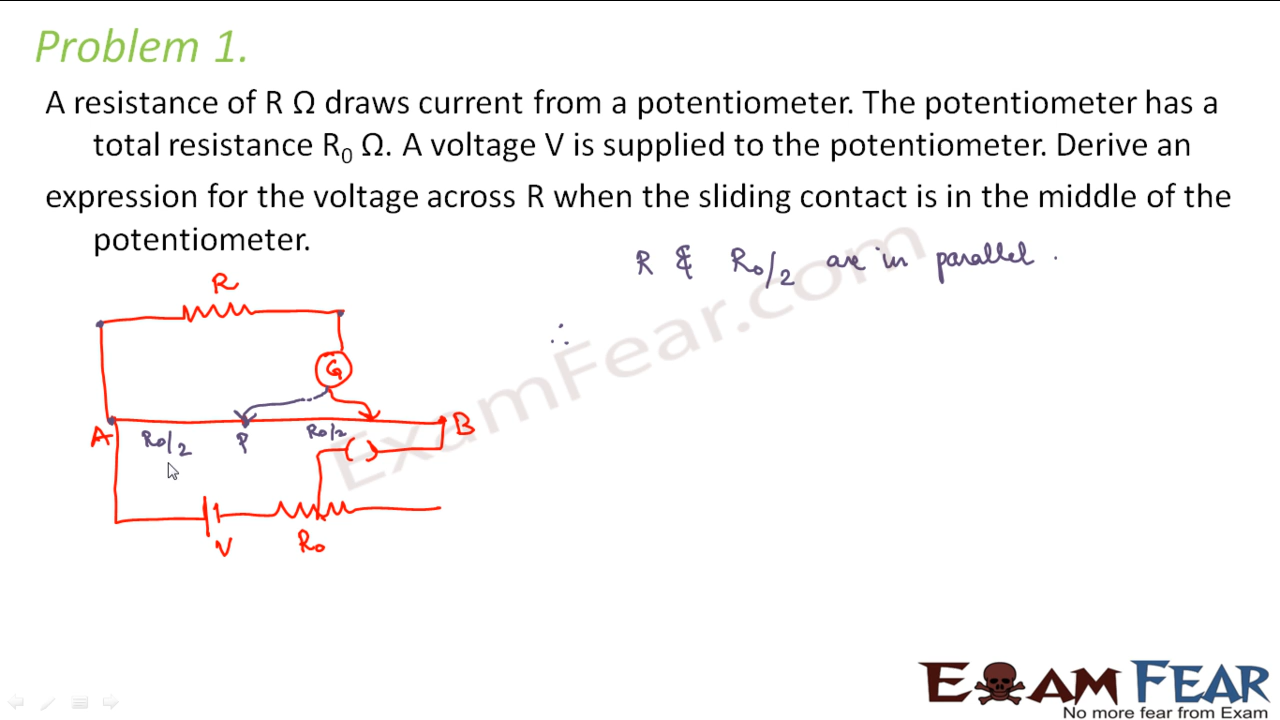 Problem 1.
A resistance of R Ω draws current from a potentiometer. The potentiometer has a
total resistance R₀ Ω. A voltage V is supplied to the potentiometer. Derive an
expression for the voltage across R when the sliding contact is in the middle of the
potentiometer.
R & R₀/2 are in parallel .
∴
R
G
A
R₀/2
P
R₀/2
B
V
R₀
ExamFear.com
EXAM FEAR
No more fear from Exam